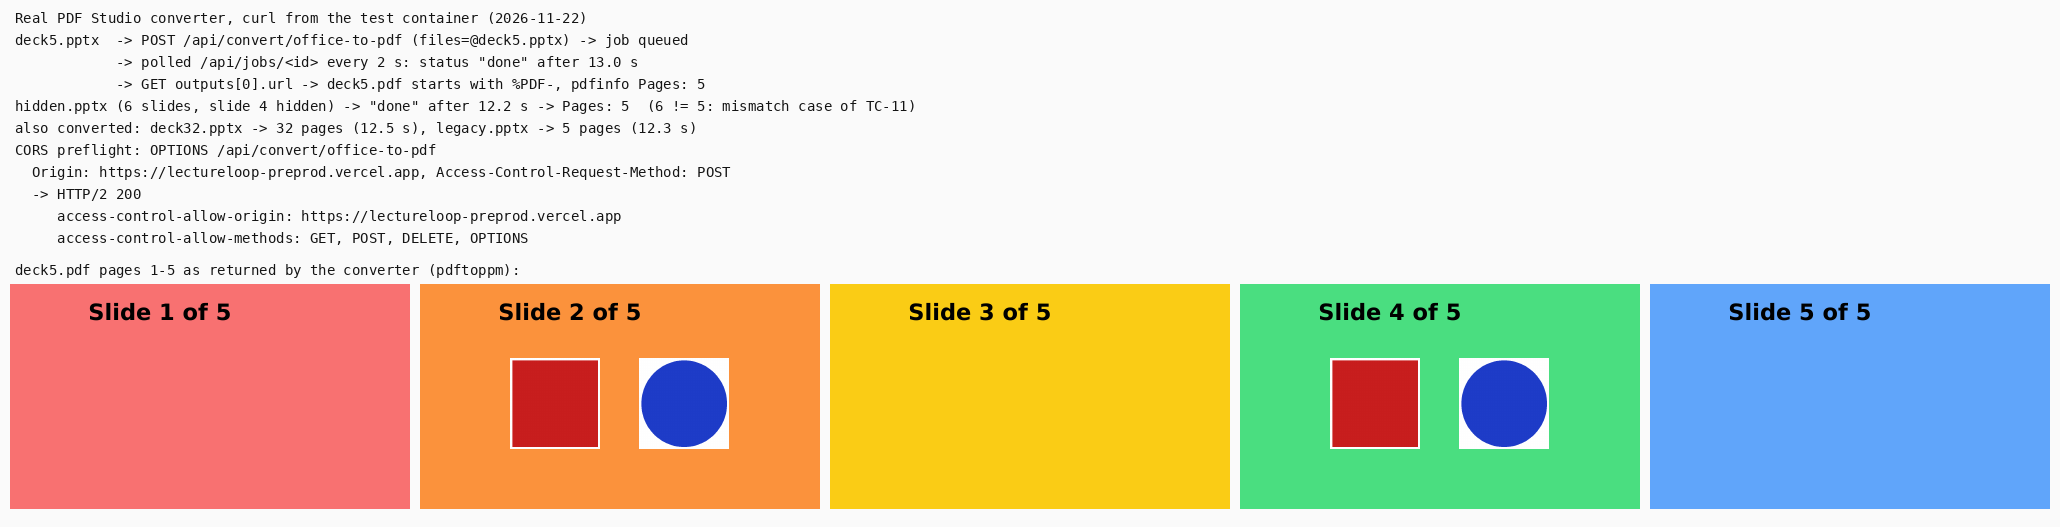 Real PDF Studio converter, curl from the test container (2026-11-22)
deck5.pptx  -> POST /api/convert/office-to-pdf (files=@deck5.pptx) -> job queued
            -> polled /api/jobs/<id> every 2 s: status "done" after 13.0 s
            -> GET outputs[0].url -> deck5.pdf starts with %PDF-, pdfinfo Pages: 5
hidden.pptx (6 slides, slide 4 hidden) -> "done" after 12.2 s -> Pages: 5  (6 != 5: mismatch case of TC-11)
also converted: deck32.pptx -> 32 pages (12.5 s), legacy.pptx -> 5 pages (12.3 s)
CORS preflight: OPTIONS /api/convert/office-to-pdf
  Origin: https://lectureloop-preprod.vercel.app, Access-Control-Request-Method: POST
  -> HTTP/2 200
     access-control-allow-origin: https://lectureloop-preprod.vercel.app
     access-control-allow-methods: GET, POST, DELETE, OPTIONS
deck5.pdf pages 1-5 as returned by the converter (pdftoppm):
Slide 1 of 5
Slide 2 of 5
Slide 3 of 5
Slide 4 of 5
Slide 5 of 5